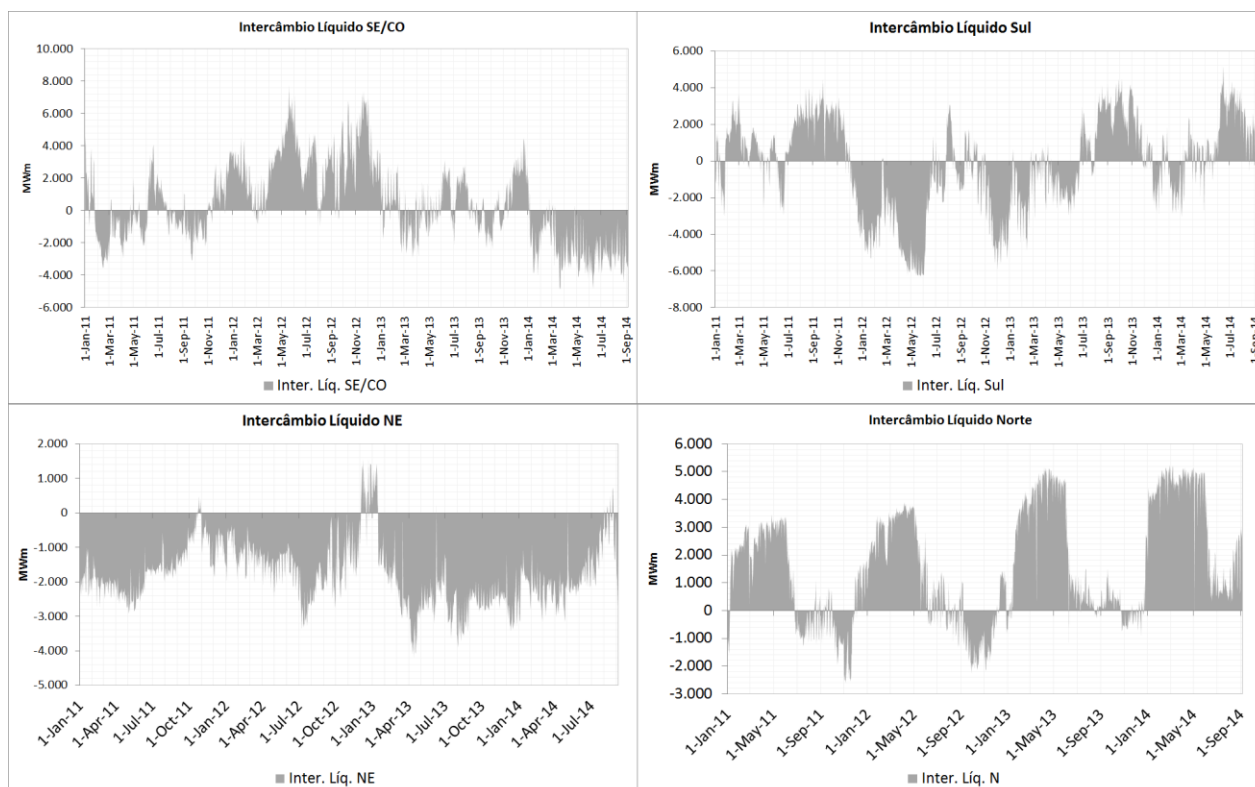 Intercâmbio Líquido SE/CO
10.000
8.000
6.000
4.000
2.000
0
-2.000
-4.000
-6.000
MWm
1-Jan-11
1-Mar-11
1-May-11
1-Jul-11
1-Sep-11
1-Nov-11
1-Jan-12
1-Mar-12
1-May-12
1-Jul-12
1-Sep-12
1-Nov-12
1-Jan-13
1-Mar-13
1-May-13
1-Jul-13
1-Sep-13
1-Nov-13
1-Jan-14
1-Mar-14
1-May-14
1-Jul-14
1-Sep-14
Inter. Líq. SE/CO
Intercâmbio Líquido Sul
6.000
4.000
2.000
0
-2.000
-4.000
-6.000
-8.000
MWm
1-Jan-11
1-Mar-11
1-May-11
1-Jul-11
1-Sep-11
1-Nov-11
1-Jan-12
1-Mar-12
1-May-12
1-Jul-12
1-Sep-12
1-Nov-12
1-Jan-13
1-Mar-13
1-May-13
1-Jul-13
1-Sep-13
1-Nov-13
1-Jan-14
1-Mar-14
1-May-14
1-Jul-14
1-Sep-14
Inter. Líq. Sul
Intercâmbio Líquido NE
2.000
1.000
0
-1.000
-2.000
-3.000
-4.000
-5.000
MWm
1-Jan-11
1-Apr-11
1-Jul-11
1-Oct-11
1-Jan-12
1-Apr-12
1-Jul-12
1-Oct-12
1-Jan-13
1-Apr-13
1-Jul-13
1-Oct-13
1-Jan-14
1-Apr-14
1-Jul-14
Inter. Líq. NE
Intercâmbio Líquido Norte
6.000
5.000
4.000
3.000
2.000
1.000
0
-1.000
-2.000
-3.000
MWm
1-Jan-11
1-May-11
1-Sep-11
1-Jan-12
1-May-12
1-Sep-12
1-Jan-13
1-May-13
1-Sep-13
1-Jan-14
1-May-14
1-Sep-14
Inter. Líq. N